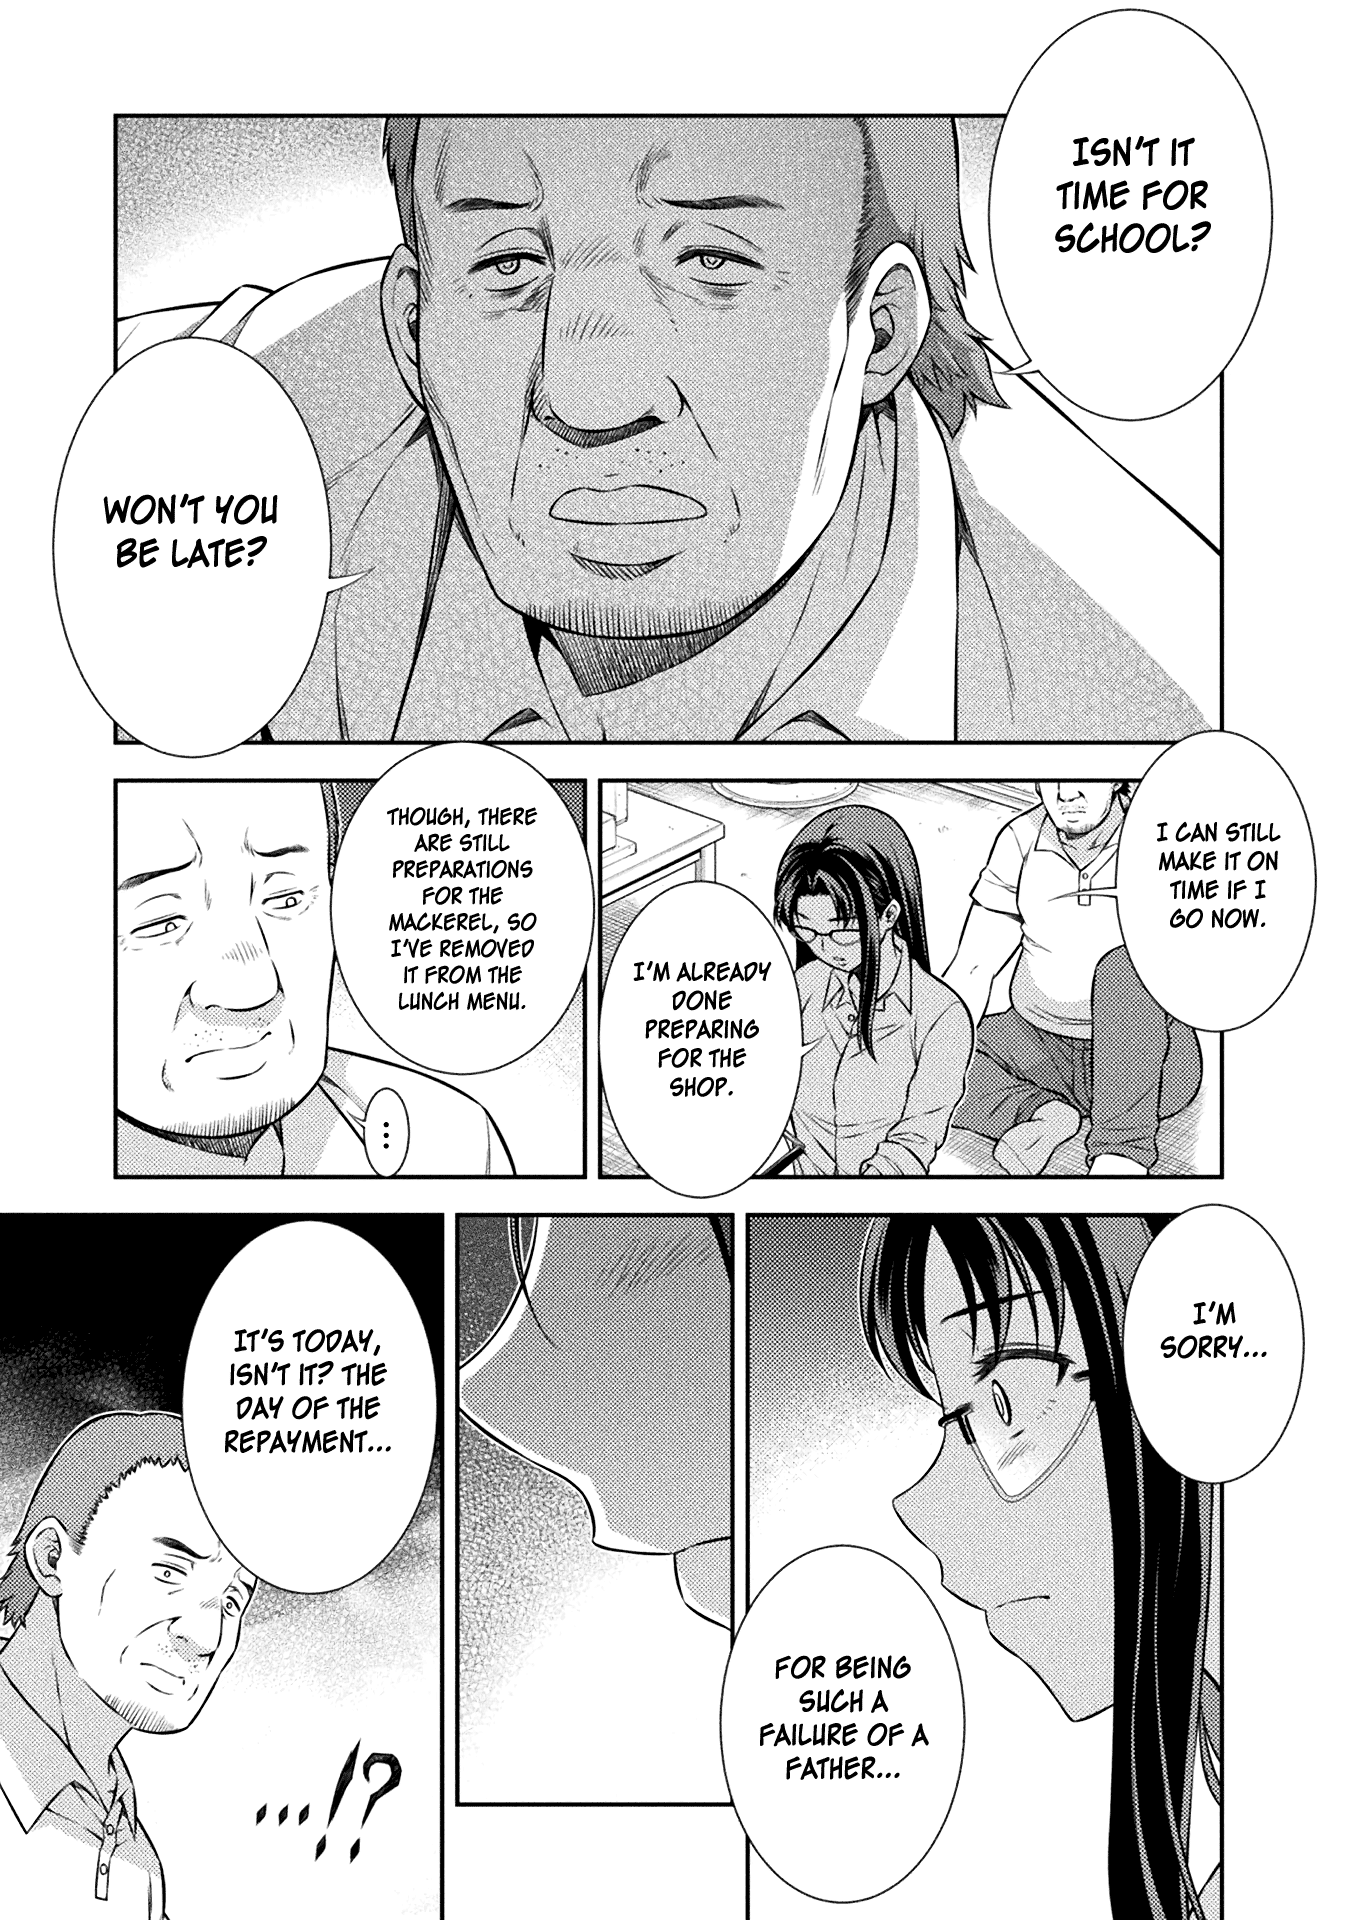 ISN'T IT
TIME FOR
SCHOOL?
WON'T YOU
BE LATE?
I CAN STILL
MAKE IT ON
TIME IF I
GO NOW.
I'M ALREADY
DONE
PREPARING
FOR THE
SHOP.
THOUGH, THERE
ARE STILL
PREPARATIONS
FOR THE
MACKEREL, SO
I'VE REMOVED
IT FROM THE
LUNCH MENU.
...
I'M
SORRY...
FOR BEING
SUCH A
FAILURE OF A
FATHER...
IT'S TODAY,
ISN'T IT? THE
DAY OF THE
REPAYMENT...
...!?